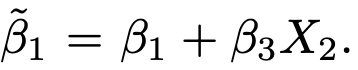 β̃₁ = β₁ + β₃X₂.